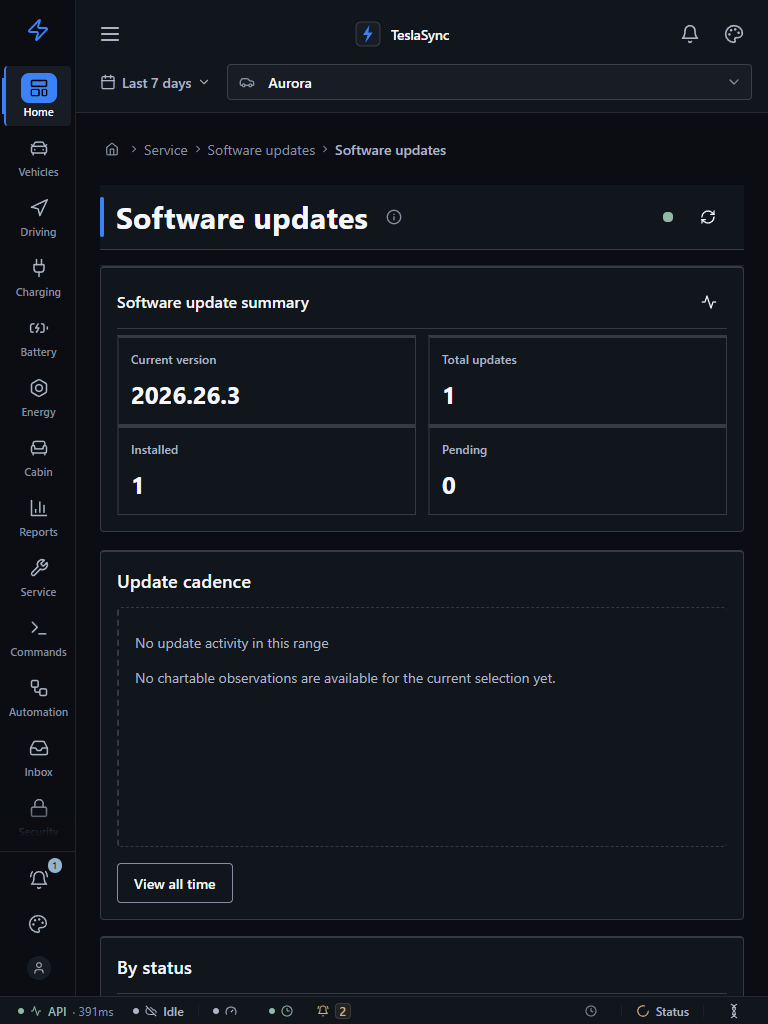 TeslaSync
Last 7 days
Aurora
Home
Vehicles
Driving
Charging
Battery
Energy
Cabin
Reports
Service
Commands
Automation
Inbox
Security
1
Service > Software updates > Software updates
Software updates
Software update summary
Current version
2026.26.3
Total updates
1
Installed
1
Pending
0
Update cadence
No update activity in this range
No chartable observations are available for the current selection yet.
View all time
By status
API · 391ms
Idle
2
Status